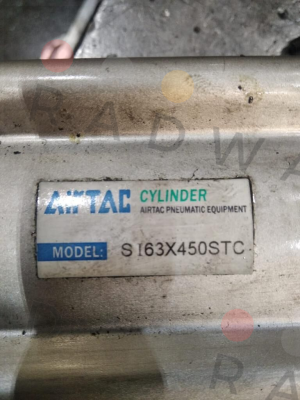 AIRTAC CYLINDER
AIRTAC PNEUMATIC EQUIPMENT
MODEL: SI63X450STC